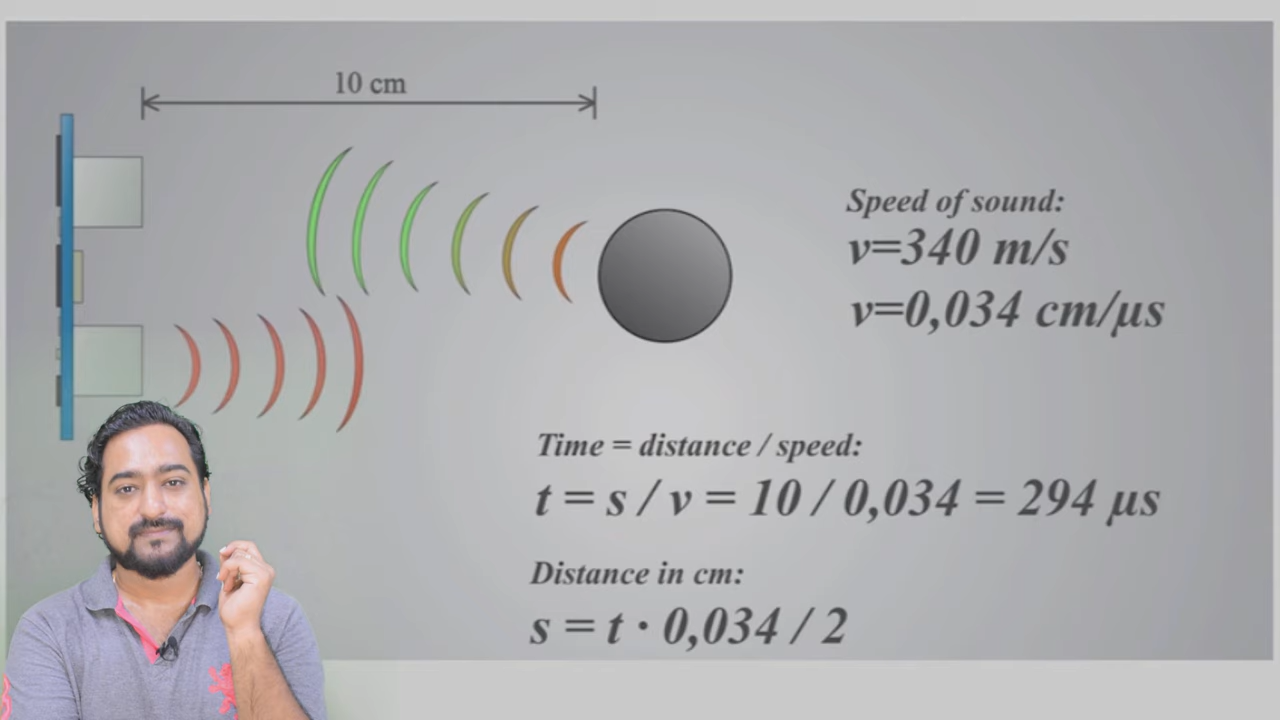 10 cm
Speed of sound:
v=340 m/s
v=0,034 cm/μs
Time = distance / speed:
t = s / v = 10 / 0,034 = 294 μs
Distance in cm:
s = t · 0,034 / 2